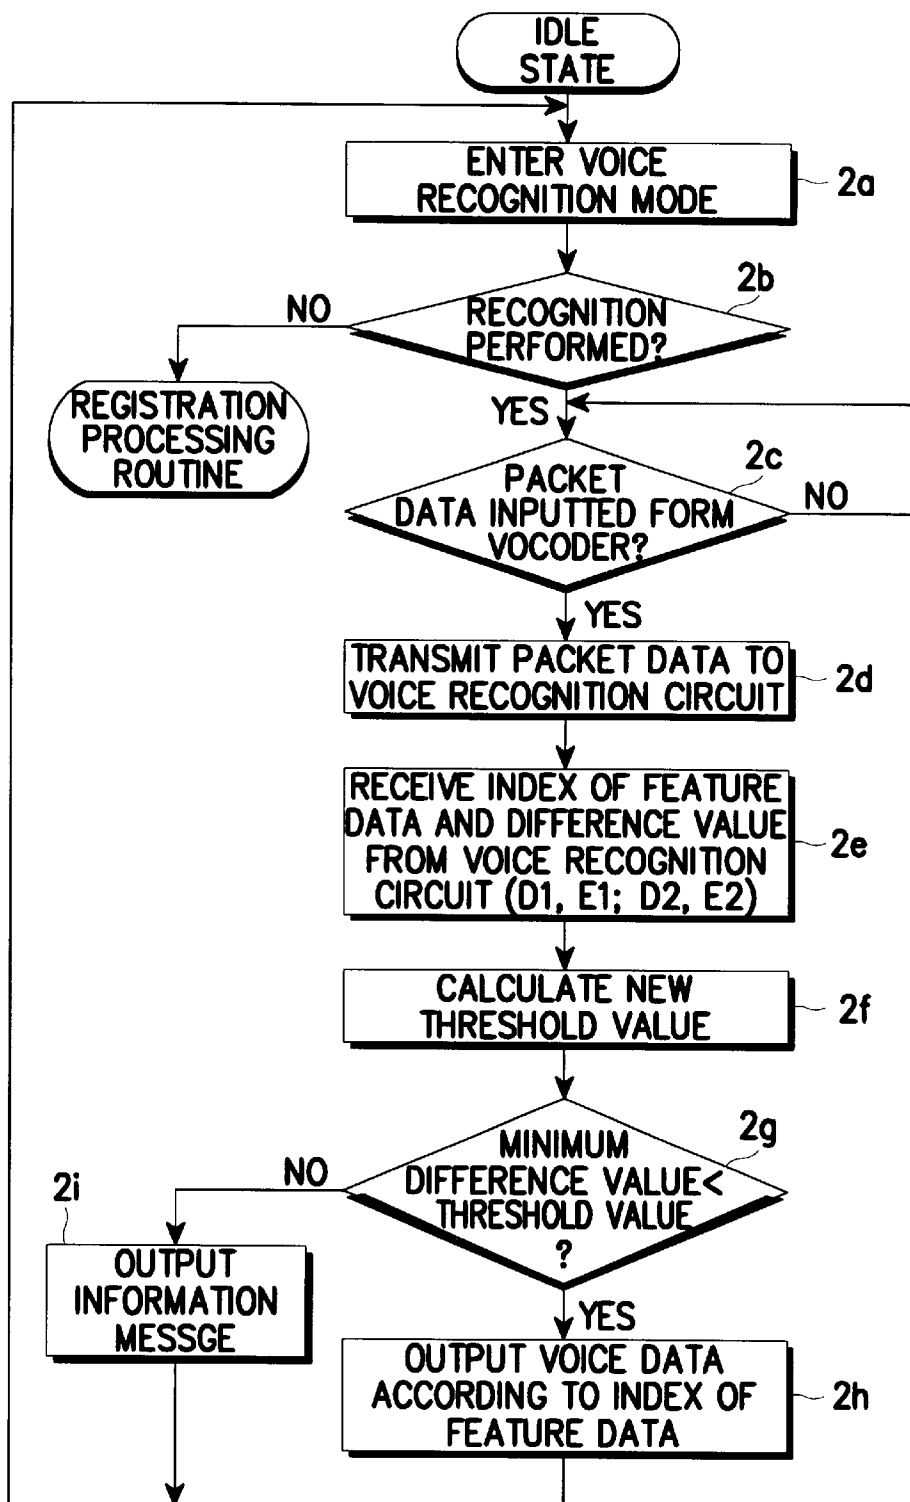 IDLE
STATE
ENTER VOICE
RECOGNITION MODE
2a
2b
RECOGNITION
PERFORMED?
NO
REGISTRATION
PROCESSING
ROUTINE
YES
2c
PACKET
DATA INPUTTED FORM
VOCODER?
NO
YES
TRANSMIT PACKET DATA TO
VOICE RECOGNITION CIRCUIT
2d
RECEIVE INDEX OF FEATURE
DATA AND DIFFERENCE VALUE
FROM VOICE RECOGNITION
CIRCUIT (D1, E1; D2, E2)
2e
CALCULATE NEW
THRESHOLD VALUE
2f
2g
MINIMUM
DIFFERENCE VALUE<
THRESHOLD VALUE
?
NO
2i
OUTPUT
INFORMATION
MESSGE
YES
OUTPUT VOICE DATA
ACCORDING TO INDEX OF
FEATURE DATA
2h